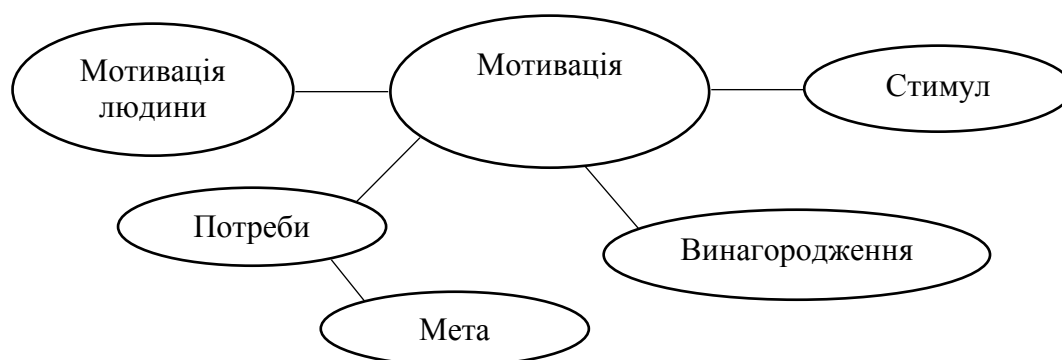 Мотивація
людини
Мотивація
Стимул
Потреби
Винагородження
Мета